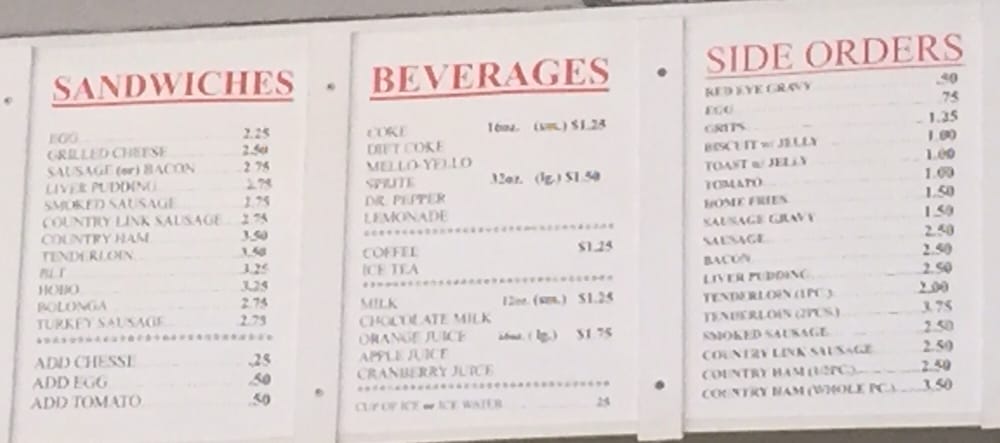 SANDWICHES
EGG 2.25
GRILLED CHEESE 2.50
SAUSAGE (or) BACON 2.75
LIVER PUDDING 2.75
SMOKED SAUSAGE 2.75
COUNTRY LINK SAUSAGE 2.75
COUNTRY HAM 3.50
TENDERLOIN 3.50
BLT 3.25
HOBO 3.25
BOLONGA 2.75
TURKEY SAUSAGE 2.75
ADD CHESSE .25
ADD EGG .50
ADD TOMATO .50
BEVERAGES
COKE 16oz. (sm.) $1.25
DIET COKE
MELLO-YELLO
SPRITE 32oz. (lg.) $1.50
DR. PEPPER
LEMONADE
COFFEE $1.25
ICE TEA
MILK 12oz. (sm.) $1.25
CHOCOLATE MILK
ORANGE JUICE (lg.) $1.75
APPLE JUICE
CRANBERRY JUICE
CUP OF ICE or ICE WATER .25
SIDE ORDERS
RED EYE GRAVY .50
EGG .75
GRITS 1.25
BISCUIT w/ JELLY 1.00
TOAST w/ JELLY 1.00
TOMATO 1.00
HOME FRIES 1.50
SAUSAGE GRAVY 1.50
SAUSAGE 2.50
BACON 2.50
LIVER PUDDING 2.50
TENDERLOIN (1PC.) 2.00
TENDERLOIN (2PCS.) 3.75
SMOKED SAUSAGE 2.50
COUNTRY LINK SAUSAGE 2.50
COUNTRY HAM (1/2PC.) 2.50
COUNTRY HAM (WHOLE PC.) 3.50